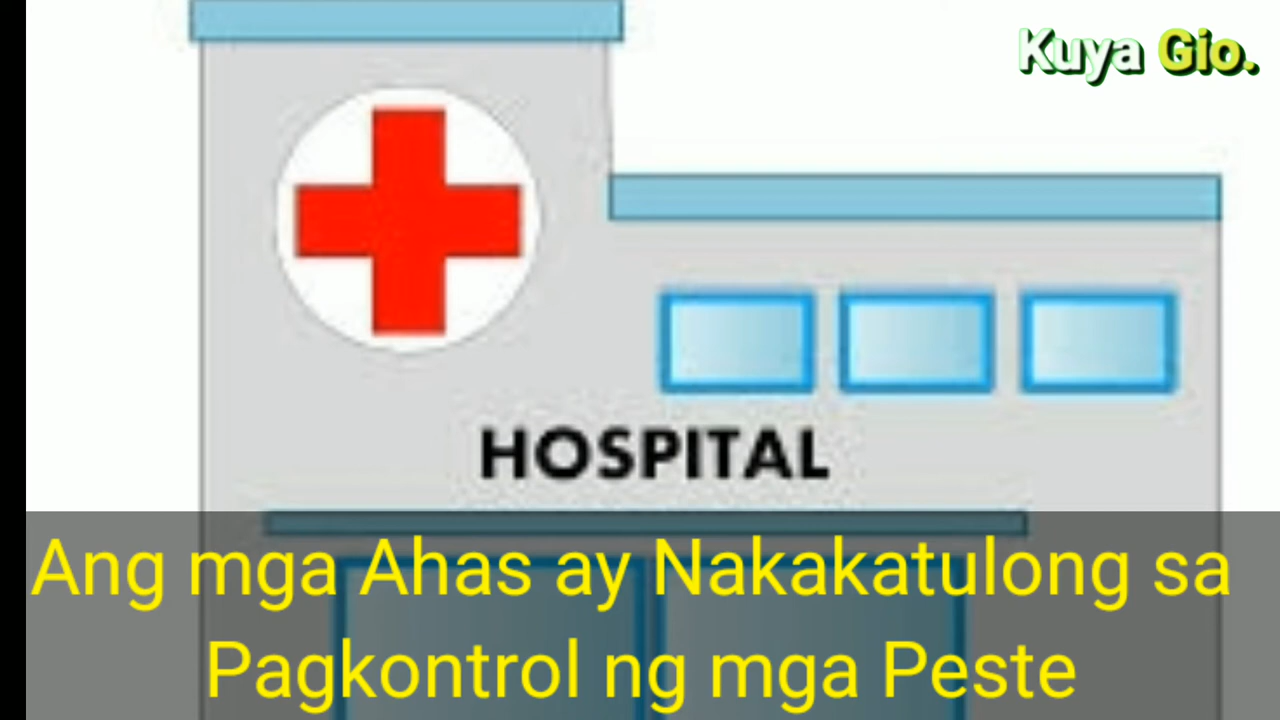 Kuya Gio.
HOSPITAL
Ang mga Ahas ay Nakakatulong sa
Pagkontrol ng mga Peste